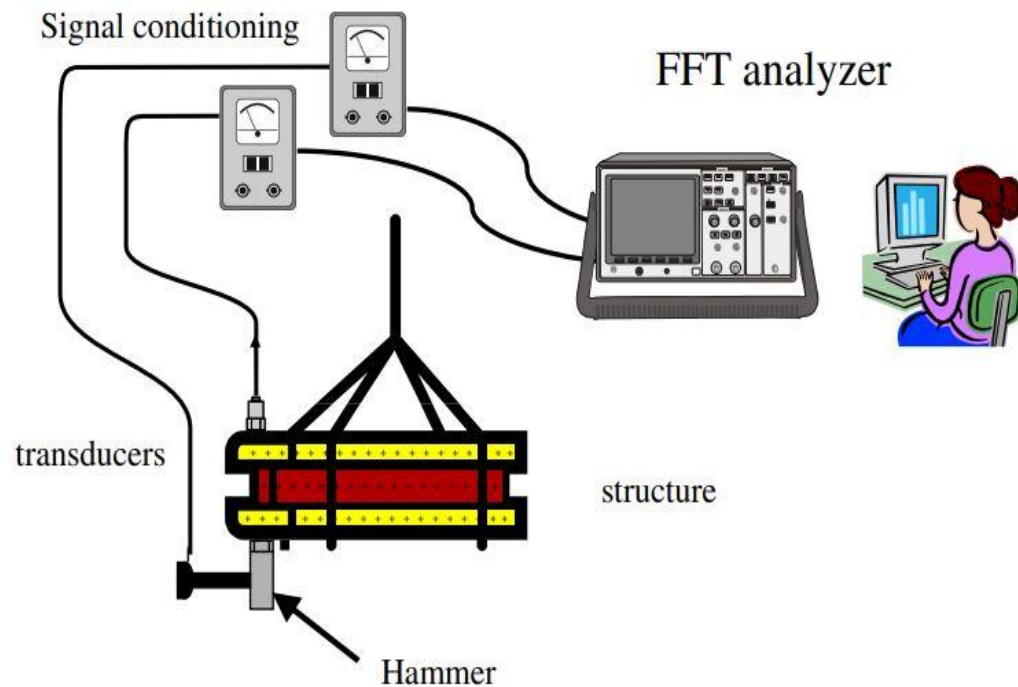 Signal conditioning
FFT analyzer
transducers
structure
Hammer